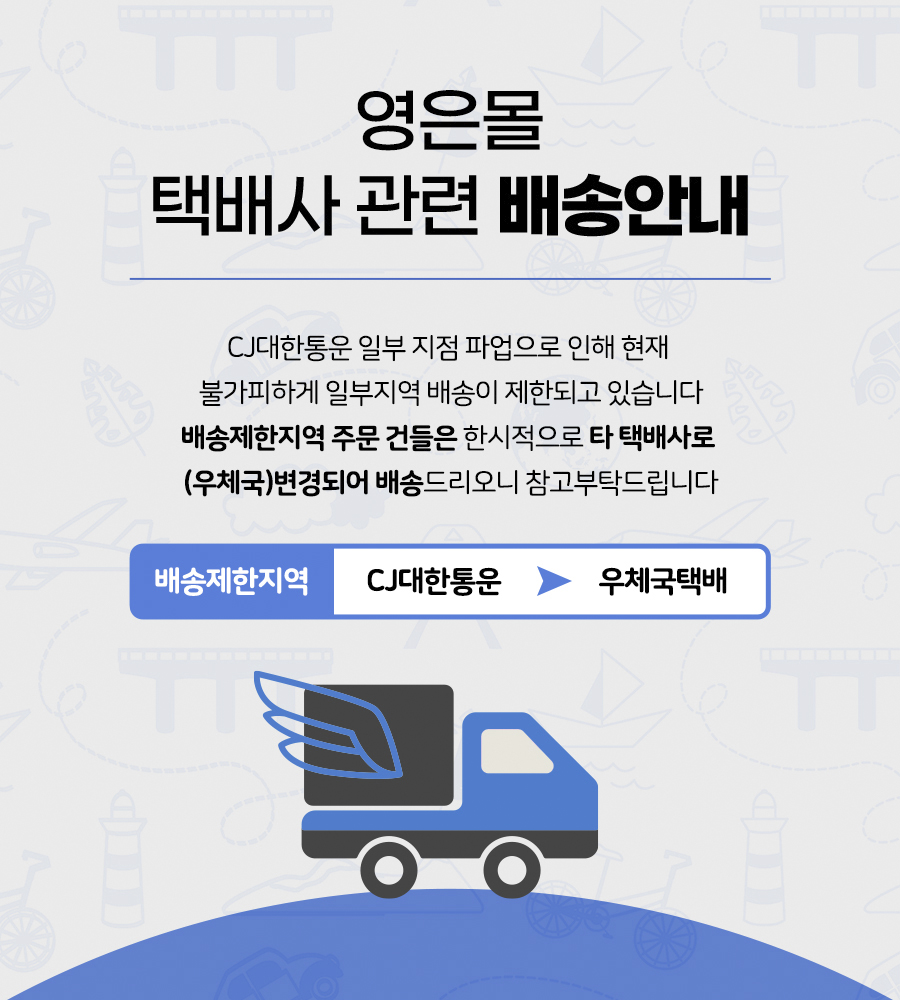 영은몰
택배사 관련 배송안내
CJ대한통운 일부 지점 파업으로 인해 현재
불가피하게 일부지역 배송이 제한되고 있습니다
배송제한지역 주문 건들은 한시적으로 타 택배사로
(우체국)변경되어 배송드리오니 참고부탁드립니다
배송제한지역 CJ대한통운 우체국택배